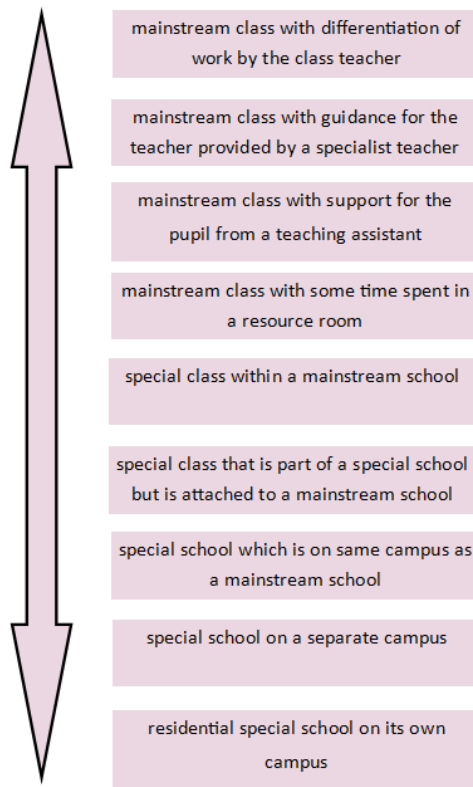 mainstream class with differentiation of
work by the class teacher
mainstream class with guidance for the
teacher provided by a specialist teacher
mainstream class with support for the
pupil from a teaching assistant
mainstream class with some time spent in
a resource room
special class within a mainstream school
special class that is part of a special school
but is attached to a mainstream school
special school which is on same campus as
a mainstream school
special school on a separate campus
residential special school on its own
campus